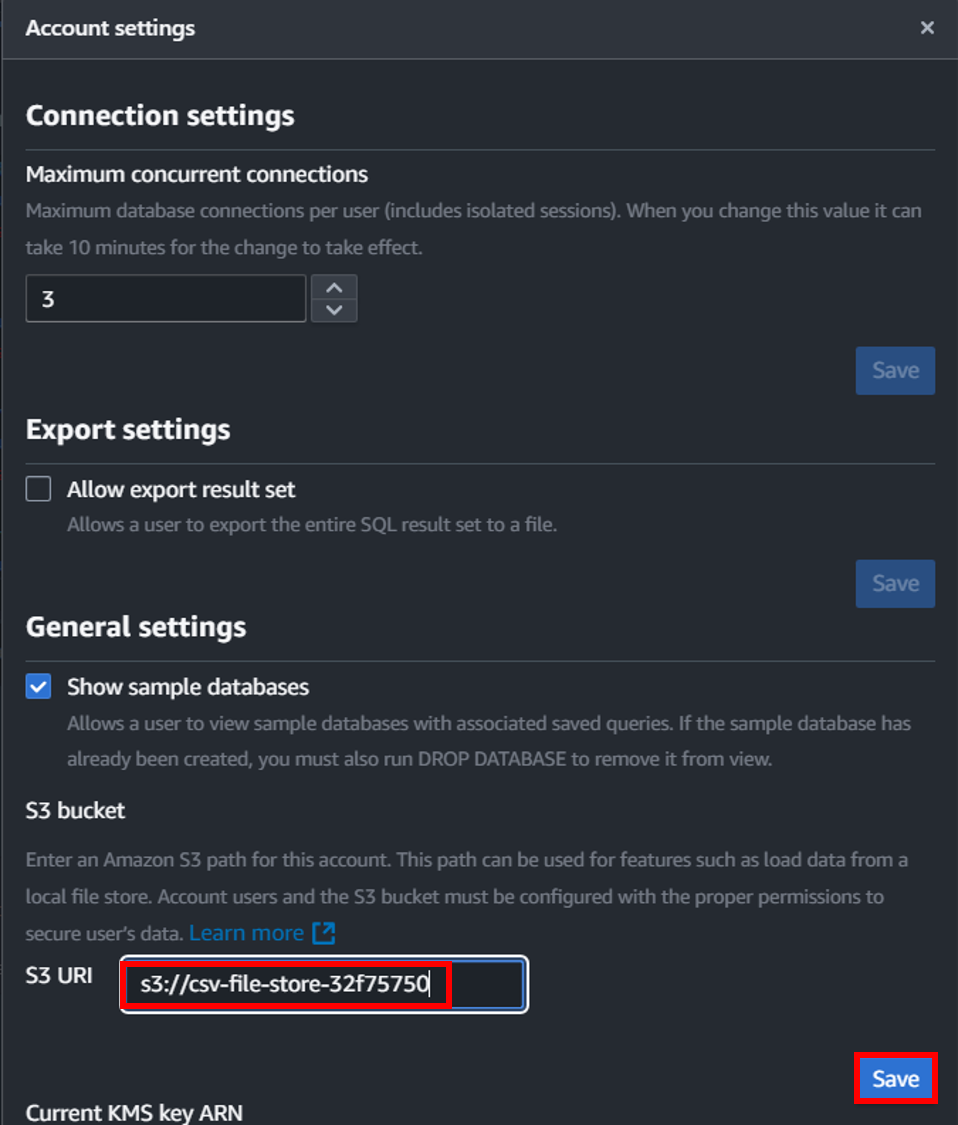 Account settings
Connection settings
Maximum concurrent connections
Maximum database connections per user (includes isolated sessions). When you change this value it can
take 10 minutes for the change to take effect.
3
Save
Export settings
Allow export result set
Allows a user to export the entire SQL result set to a file.
Save
General settings
Show sample databases
Allows a user to view sample databases with associated saved queries. If the sample database has
already been created, you must also run DROP DATABASE to remove it from view.
S3 bucket
Enter an Amazon S3 path for this account. This path can be used for features such as load data from a
local file store. Account users and the S3 bucket must be configured with the proper permissions to
secure user's data. Learn more
S3 URI s3://csv-file-store-32f75750
Save
Current KMS key ARN